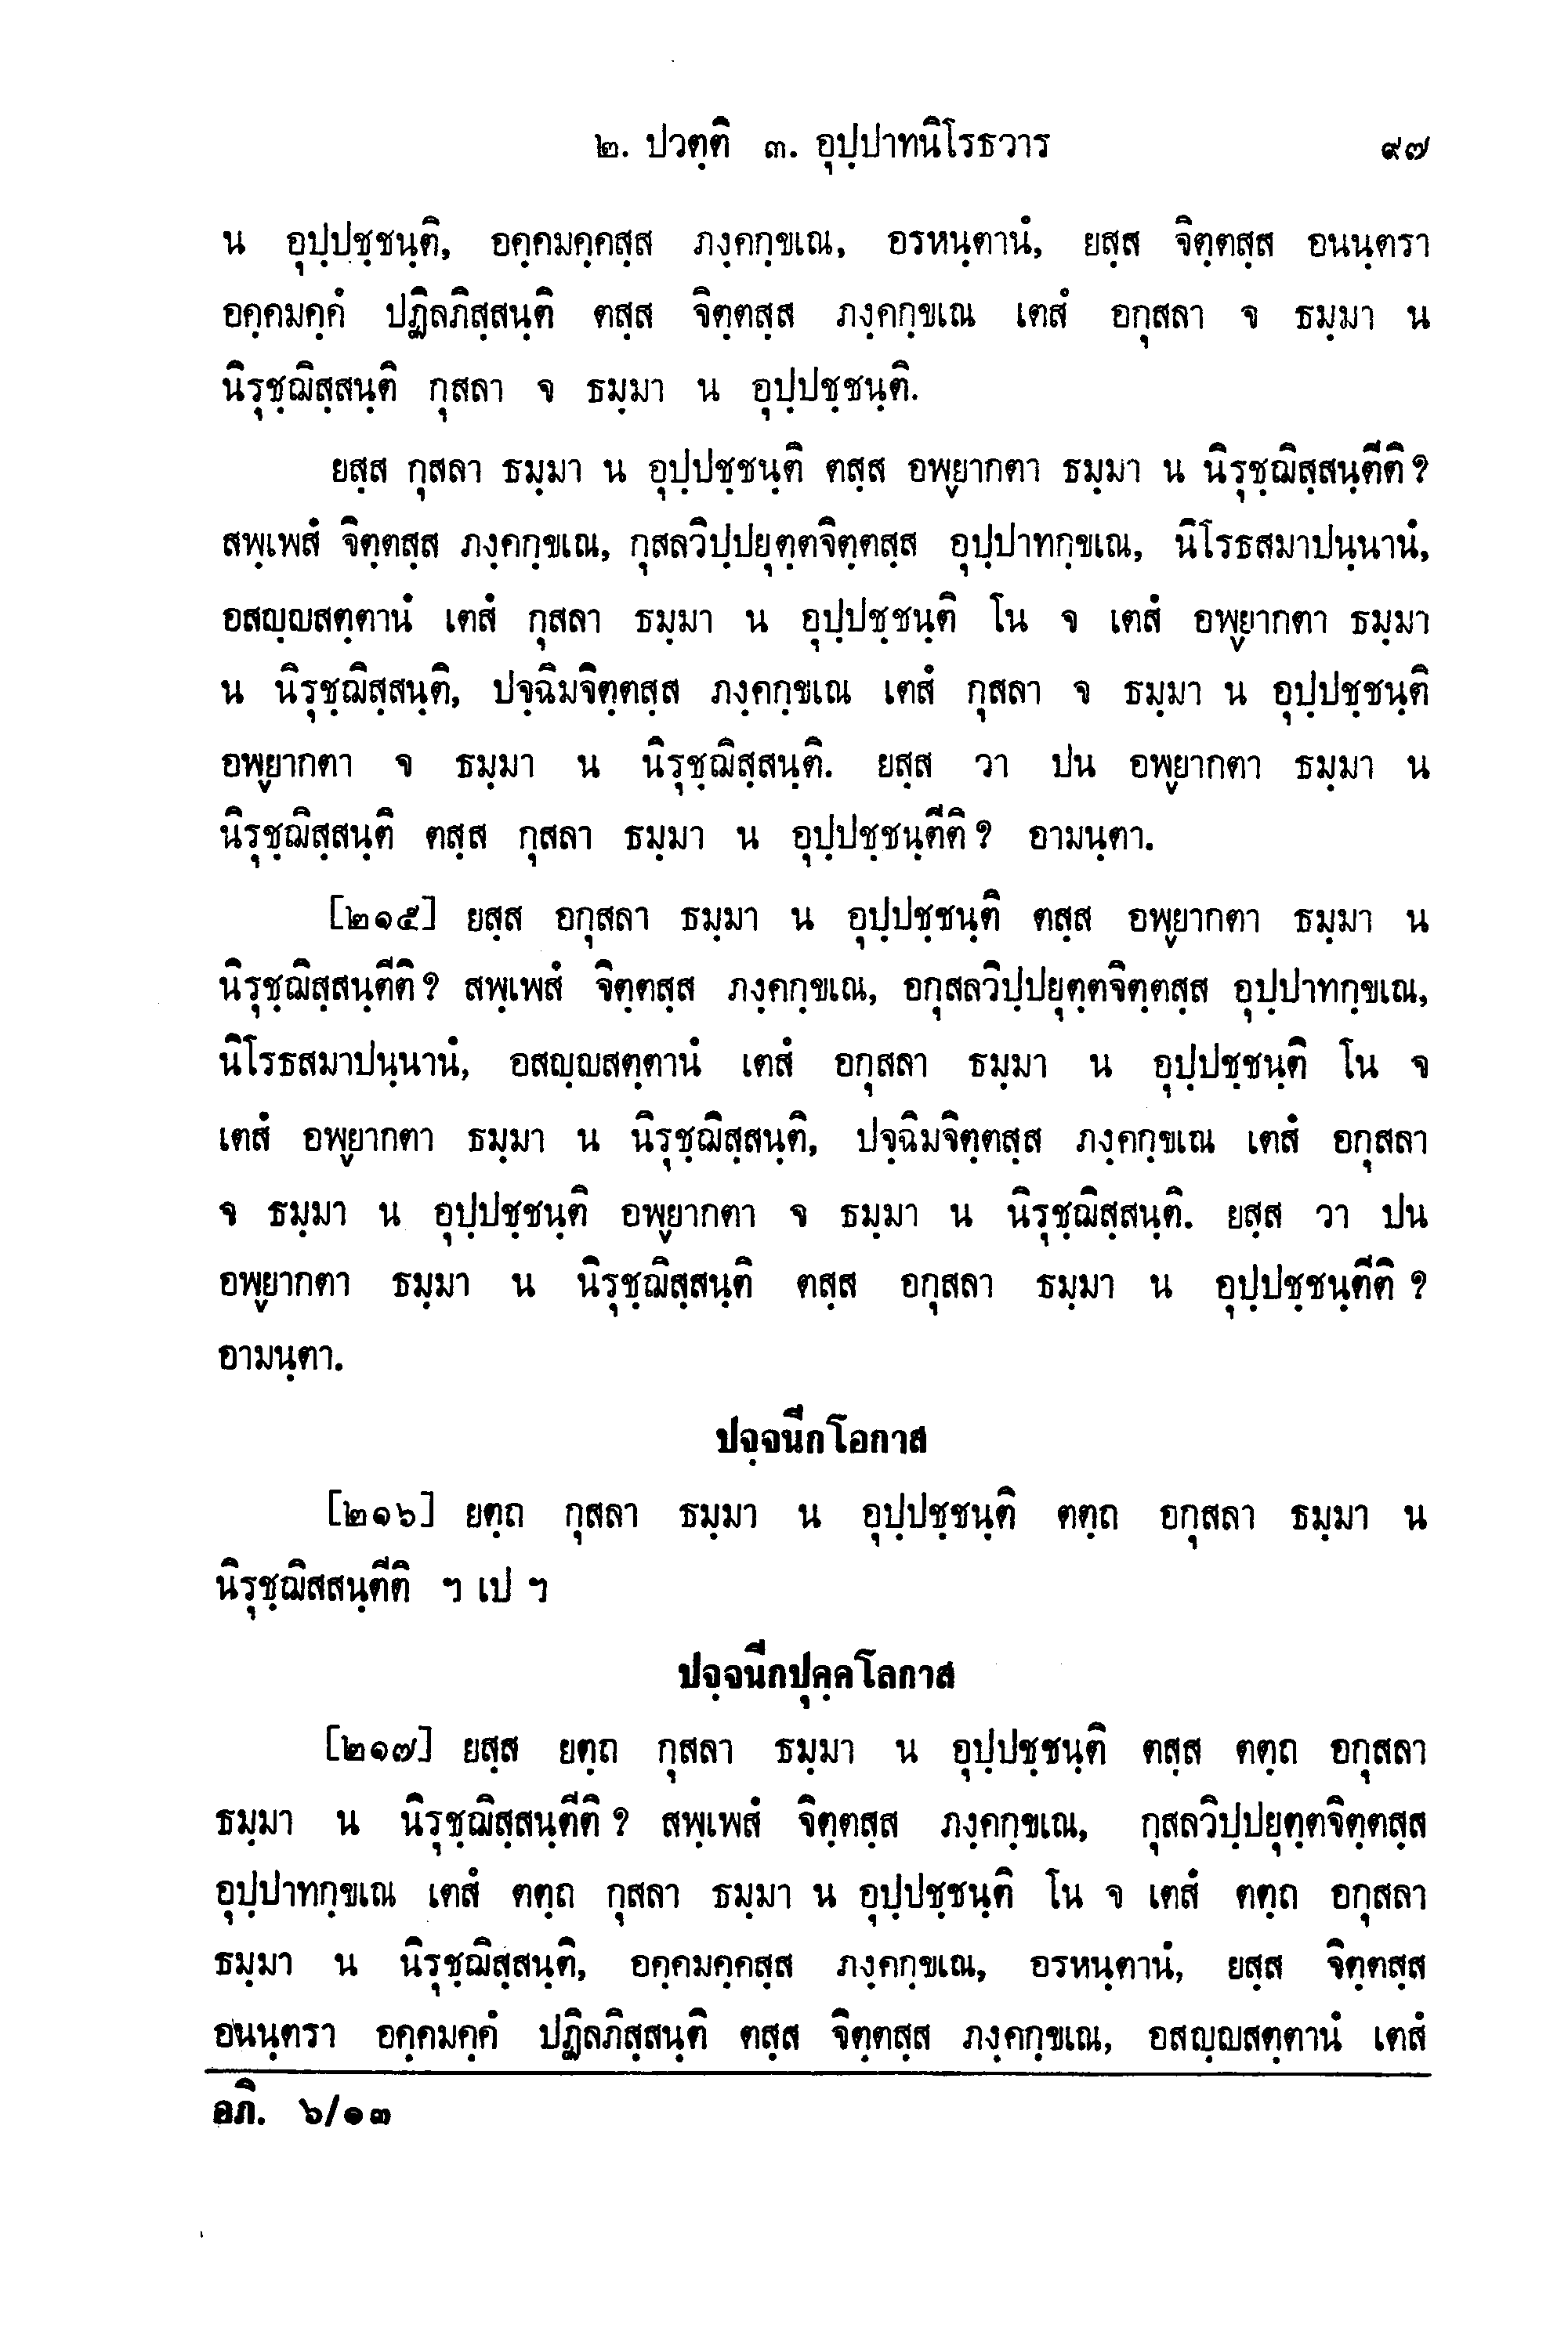 ๒. ปวตฺติ ๓. อุปฺปาทนิโรธวาร ๙๗
น อุปฺปชฺชนฺติ, อคฺคมคฺคสฺส ภงฺคกฺขเณ, อรหนฺตานํ, ยสฺส จิตฺตสฺส อนนฺตรา
อคฺคมคฺคํ ปฏิลภิสฺสนฺติ ตสฺส จิตฺตสฺส ภงฺคกฺขเณ เตสํ อกุสลา จ ธมฺมา น
นิรุชฺฌิสฺสนฺติ กุสลา จ ธมฺมา น อุปฺปชฺชนฺติ.
ยสฺส กุสลา ธมฺมา น อุปฺปชฺชนฺติ ตสฺส อพฺยากตา ธมฺมา น นิรุชฺฌิสฺสนฺตีติ ?
สพฺเพสํ จิตฺตสฺส ภงฺคกฺขเณ, กุสลวิปฺปยุตฺตจิตฺตสฺส อุปฺปาทกฺขเณ, นิโรธสมาปนฺนานํ,
อสญฺญสตฺตานํ เตสํ กุสลา ธมฺมา น อุปฺปชฺชนฺติ โน จ เตสํ อพฺยากตา ธมฺมา
น นิรุชฺฌิสฺสนฺติ, ปจฺฉิมจิตฺตสฺส ภงฺคกฺขเณ เตสํ กุสลา จ ธมฺมา น อุปฺปชฺชนฺติ
อพฺยากตา จ ธมฺมา น นิรุชฺฌิสฺสนฺติ. ยสฺส วา ปน อพฺยากตา ธมฺมา น
นิรุชฺฌิสฺสนฺติ ตสฺส กุสลา ธมฺมา น อุปฺปชฺชนฺตีติ ? อามนฺตา.
[๒๑๕] ยสฺส อกุสลา ธมฺมา น อุปฺปชฺชนฺติ ตสฺส อพฺยากตา ธมฺมา น
นิรุชฺฌิสฺสนฺตีติ ? สพฺเพสํ จิตฺตสฺส ภงฺคกฺขเณ, อกุสลวิปฺปยุตฺตจิตฺตสฺส อุปฺปาทกฺขเณ,
นิโรธสมาปนฺนานํ, อสญฺญสตฺตานํ เตสํ อกุสลา ธมฺมา น อุปฺปชฺชนฺติ โน จ
เตสํ อพฺยากตา ธมฺมา น นิรุชฺฌิสฺสนฺติ, ปจฺฉิมจิตฺตสฺส ภงฺคกฺขเณ เตสํ อกุสลา
จ ธมฺมา น อุปฺปชฺชนฺติ อพฺยากตา จ ธมฺมา น นิรุชฺฌิสฺสนฺติ. ยสฺส วา ปน
อพฺยากตา ธมฺมา น นิรุชฺฌิสฺสนฺติ ตสฺส อกุสลา ธมฺมา น อุปฺปชฺชนฺตีติ ?
อามนฺตา.
ปจฺจนีกโอกาส
[๒๑๖] ยตฺถ กุสลา ธมฺมา น อุปฺปชฺชนฺติ ตตฺถ อกุสลา ธมฺมา น
นิรุชฺฌิสสนฺตีติ ฯ เป ฯ
ปจฺจนีกปุคฺคโลกาส
[๒๑๗] ยสฺส ยตฺถ กุสลา ธมฺมา น อุปฺปชฺชนฺติ ตสฺส ตตฺถ อกุสลา
ธมฺมา น นิรุชฺฌิสฺสนฺตีติ ? สพฺเพสํ จิตฺตสฺส ภงฺคกฺขเณ, กุสลวิปฺปยุตฺตจิตฺตสฺส
อุปฺปาทกฺขเณ เตสํ ตตฺถ กุสลา ธมฺมา น อุปฺปชฺชนฺติ โน จ เตสํ ตตฺถ อกุสลา
ธมฺมา น นิรุชฺฌิสฺสนฺติ, อคฺคมคฺคสฺส ภงฺคกฺขเณ, อรหนฺตานํ, ยสฺส จิตฺตสฺส
อนนฺตรา อคฺคมคฺคํ ปฏิลภิสฺสนฺติ ตสฺส จิตฺตสฺส ภงฺคกฺขเณ, อสญฺญสตฺตานํ เตสํ
อภิ. ๖/๑๓